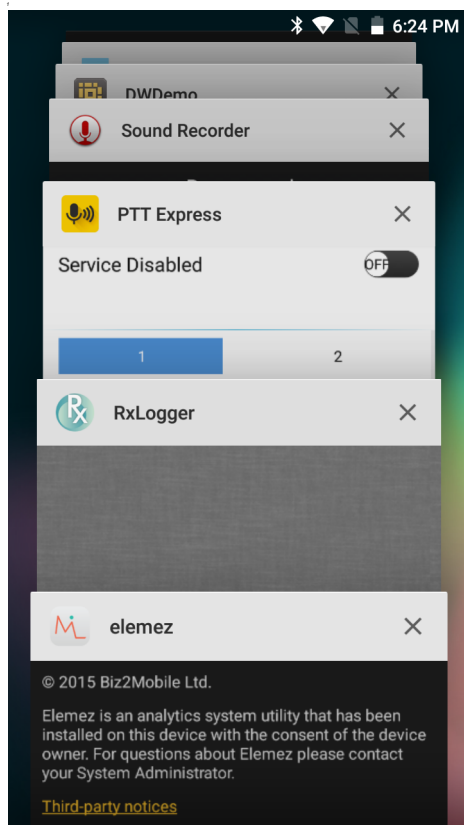 6:24 PM
DWDemo
Sound Recorder
PTT Express
Service Disabled
OFF
1 2
Rx
RxLogger
elemez
© 2015 Biz2Mobile Ltd.
Elemez is an analytics system utility that has been
installed on this device with the consent of the device
owner. For questions about Elemez please contact
your System Administrator.
Third-party notices